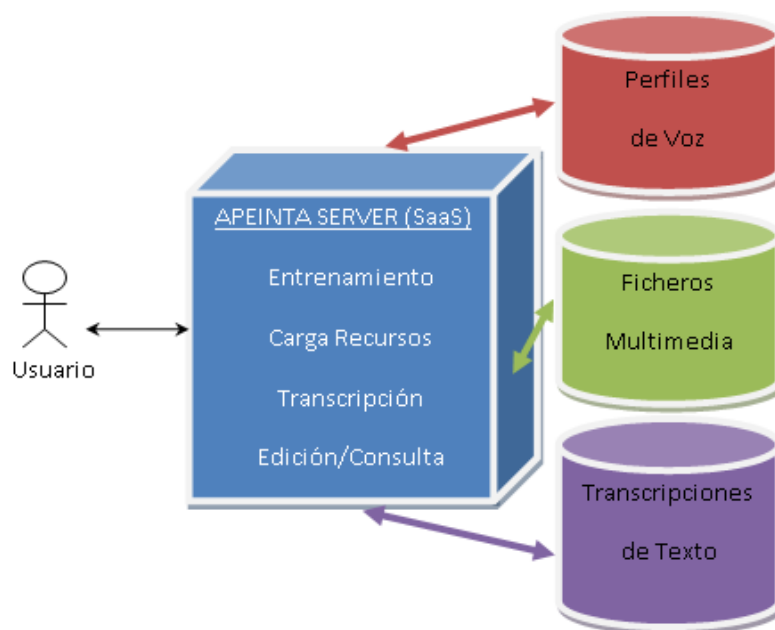 Perfiles
de Voz
APEINTA SERVER (SaaS)
Entrenamiento
Carga Recursos
Transcripción
Edición/Consulta
Usuario
Ficheros
Multimedia
Transcripciones
de Texto